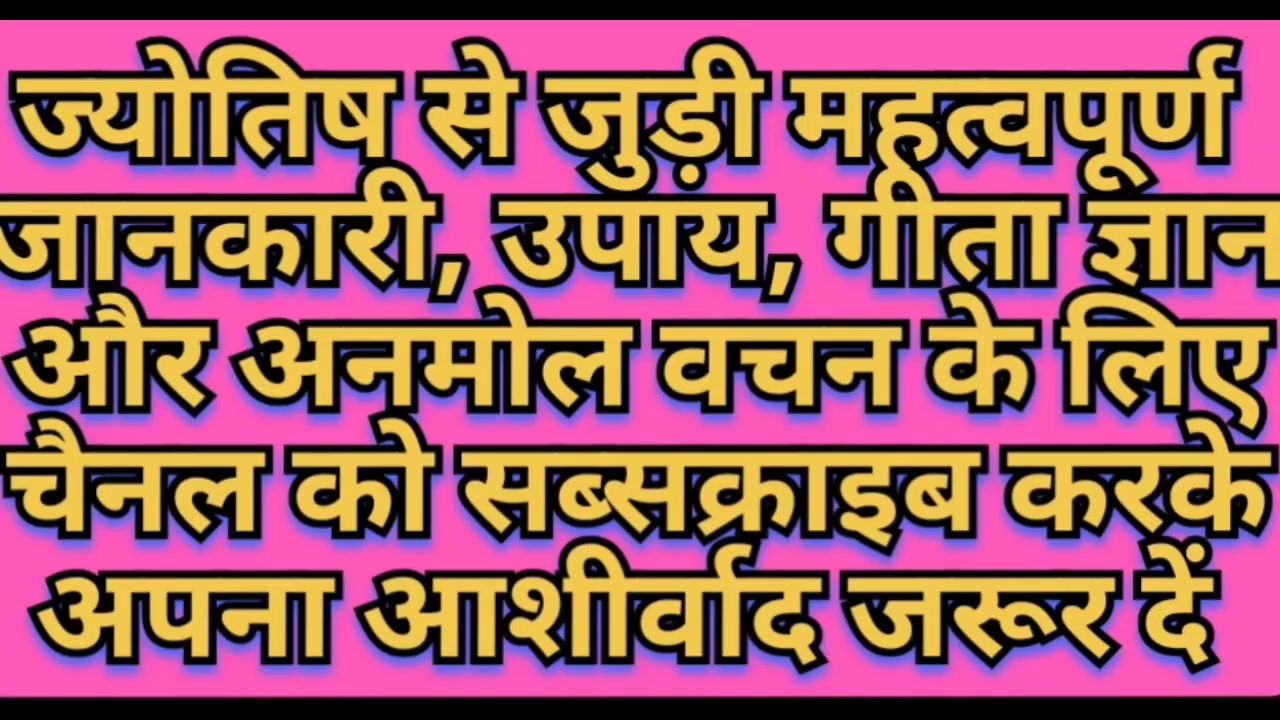 ज्योतिष से जुड़ी महत्वपूर्ण
जानकारी, उपाय, गीता ज्ञान
और अनमोल वचन के लिए
चैनल को सब्सक्राइब करके
अपना आशीर्वाद जरूर दें